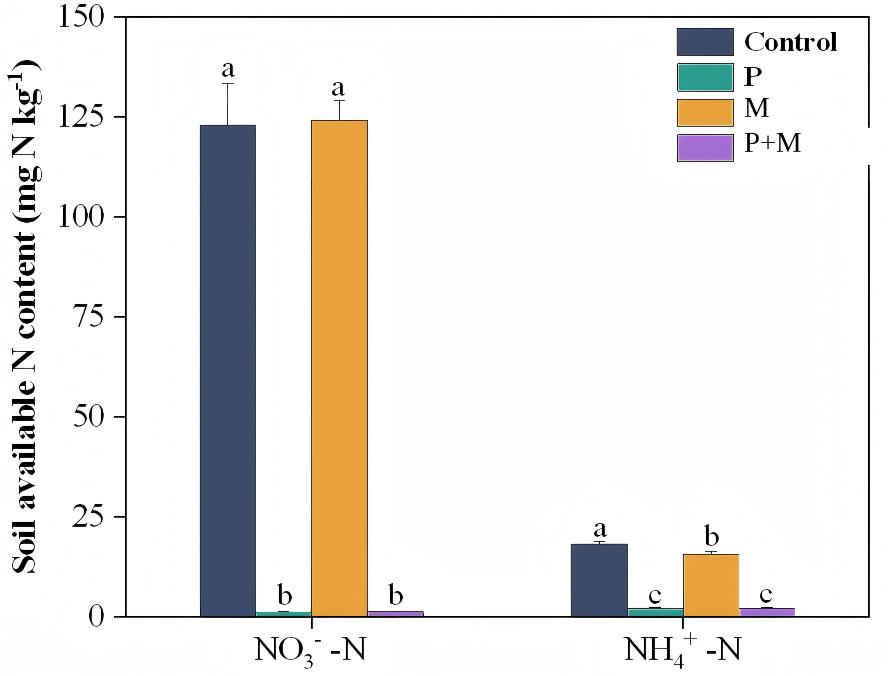 Soil available N content (mg N kg⁻¹)
150
125
100
75
50
25
0
Control
P
M
P+M
a
b
a
b
a
c
b
c
NO₃⁻ -N
NH₄⁺ -N